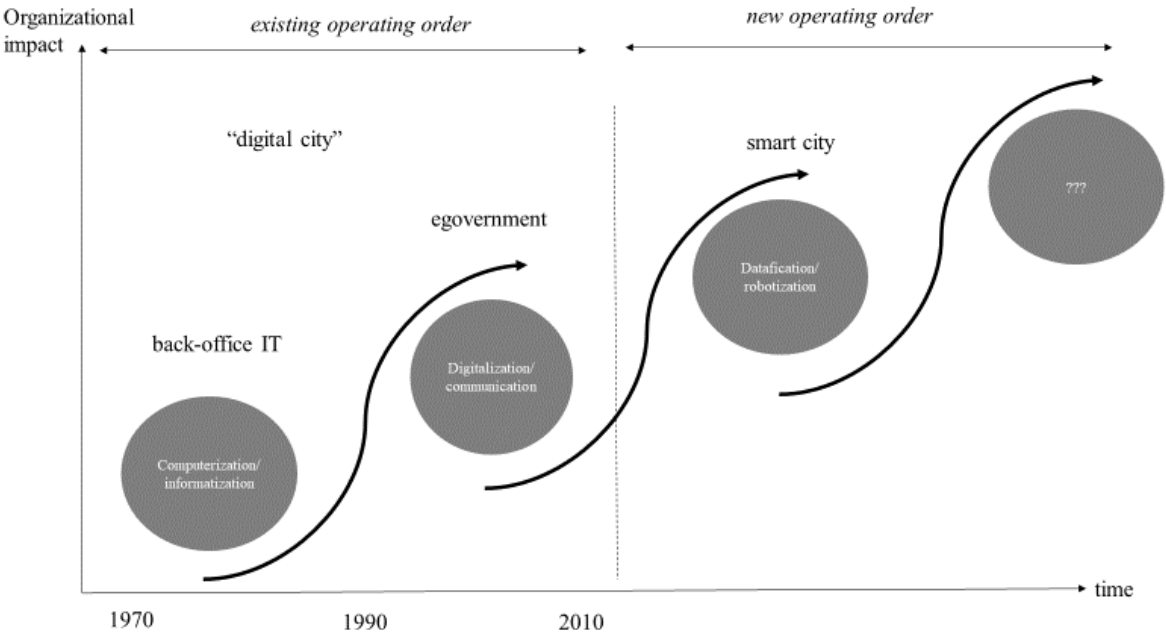 Organizational
impact
existing operating order
new operating order
“digital city”
smart city
egovernment
???
Datafication/
robotization
back-office IT
Digitalization/
communication
Computerization/
informatization
time
1970
1990
2010